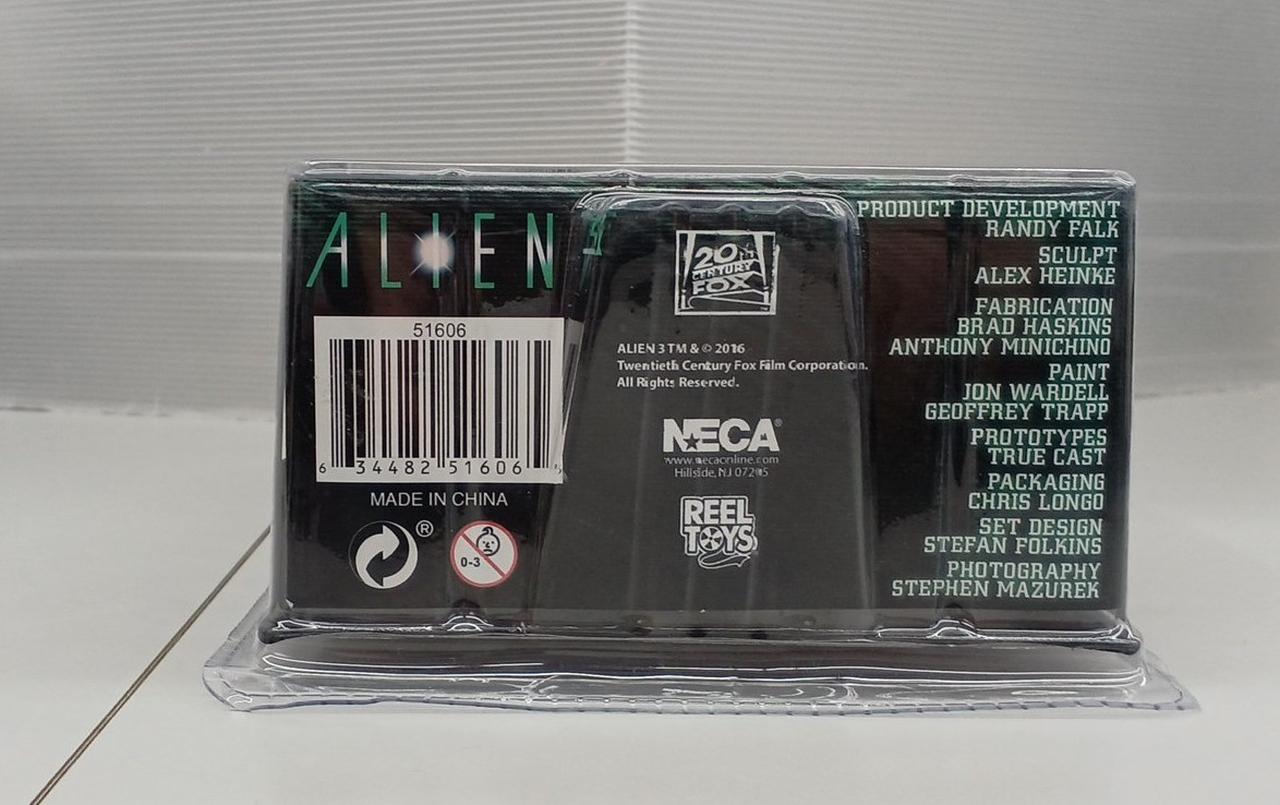 ALIEN 3
51606
6 34482 51606
MADE IN CHINA
®
0-3
20th
CENTURY
FOX
ALIEN 3 TM & © 2016
Twentieth Century Fox Film Corporation.
All Rights Reserved.
NECA®
www.necaonline.com
Hillside, NJ 07205
REEL
TOYS
PRODUCT DEVELOPMENT
RANDY FALK
SCULPT
ALEX HEINKE
FABRICATION
BRAD HASKINS
ANTHONY MINICHINO
PAINT
JON WARDELL
GEOFFREY TRAPP
PROTOTYPES
TRUE CAST
PACKAGING
CHRIS LONGO
SET DESIGN
STEFAN FOLKINS
PHOTOGRAPHY
STEPHEN MAZUREK